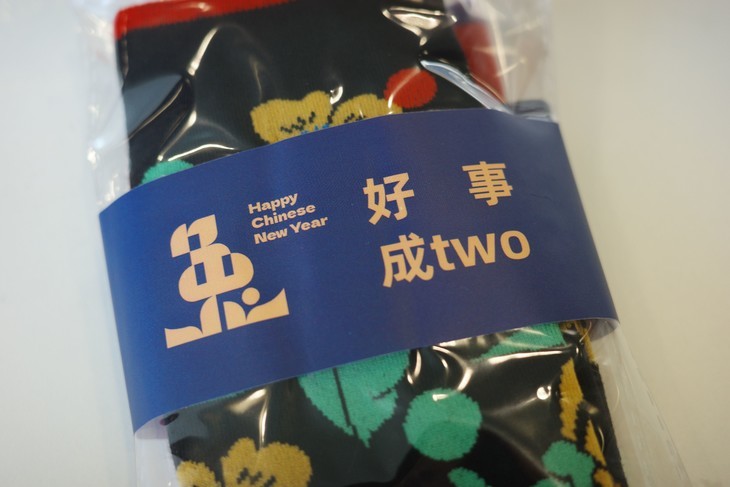 Happy
Chinese
New Year
好事
成two